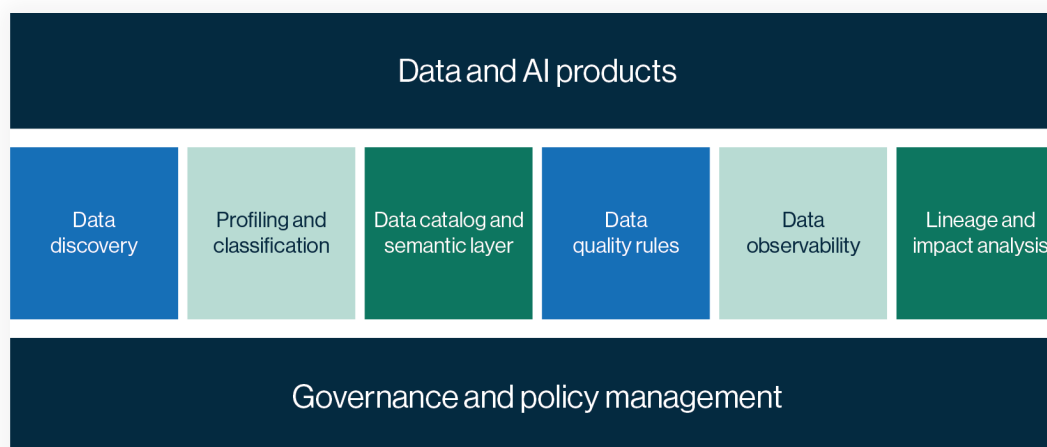 Data and AI products
Data
discovery
Profiling and
classification
Data catalog and
semantic layer
Data
quality rules
Data
observability
Lineage and
impact analysis
Governance and policy management